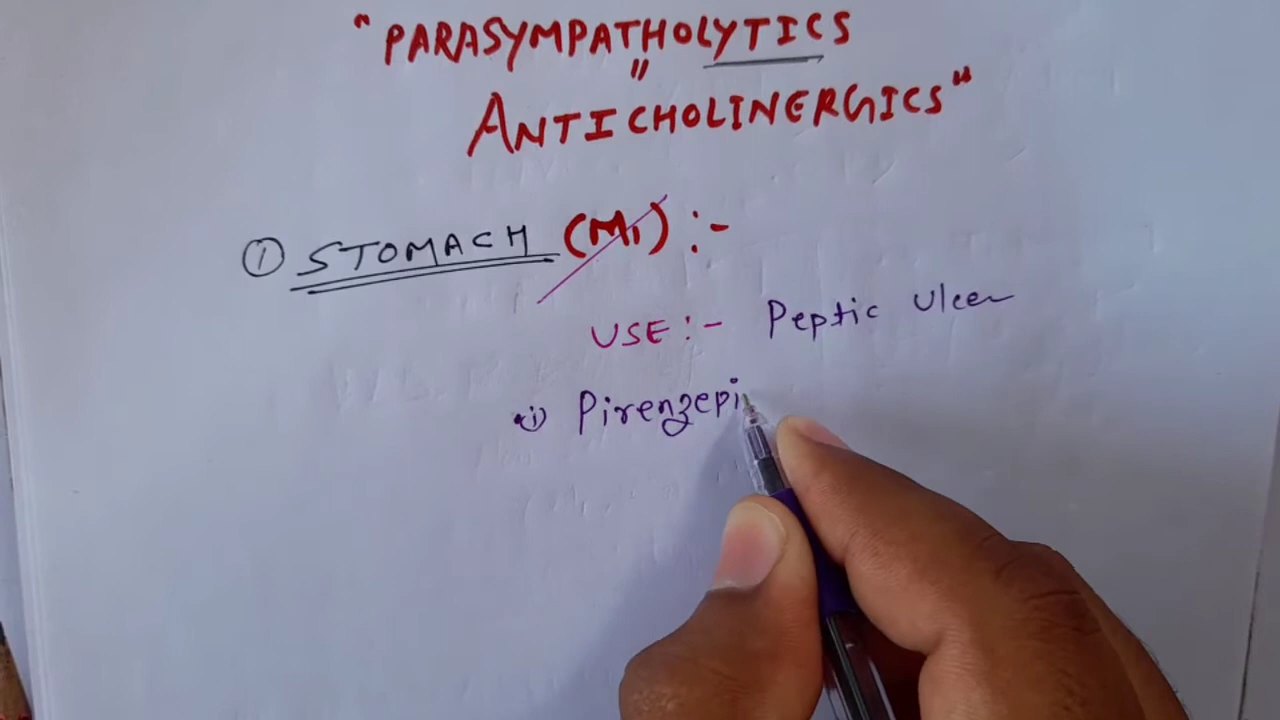 "PARASYMPATHOLYTICS
"
ANTICHOLINERGICS"
① STOMACH (M1) :-
USE :- Peptic Ulcer
i) Pirenzepi